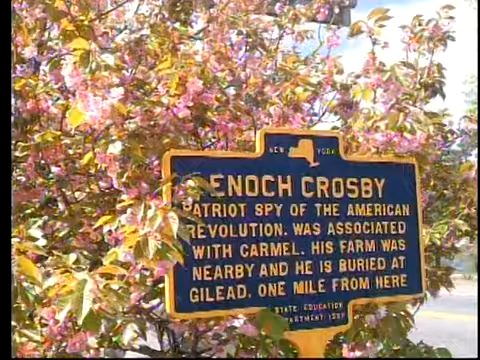 NEW YORK
ENOCH CROSBY
PATRIOT SPY OF THE AMERICAN
REVOLUTION. WAS ASSOCIATED
WITH CARMEL. HIS FARM WAS
NEARBY AND HE IS BURIED AT
GILEAD. ONE MILE FROM HERE
STATE EDUCATION